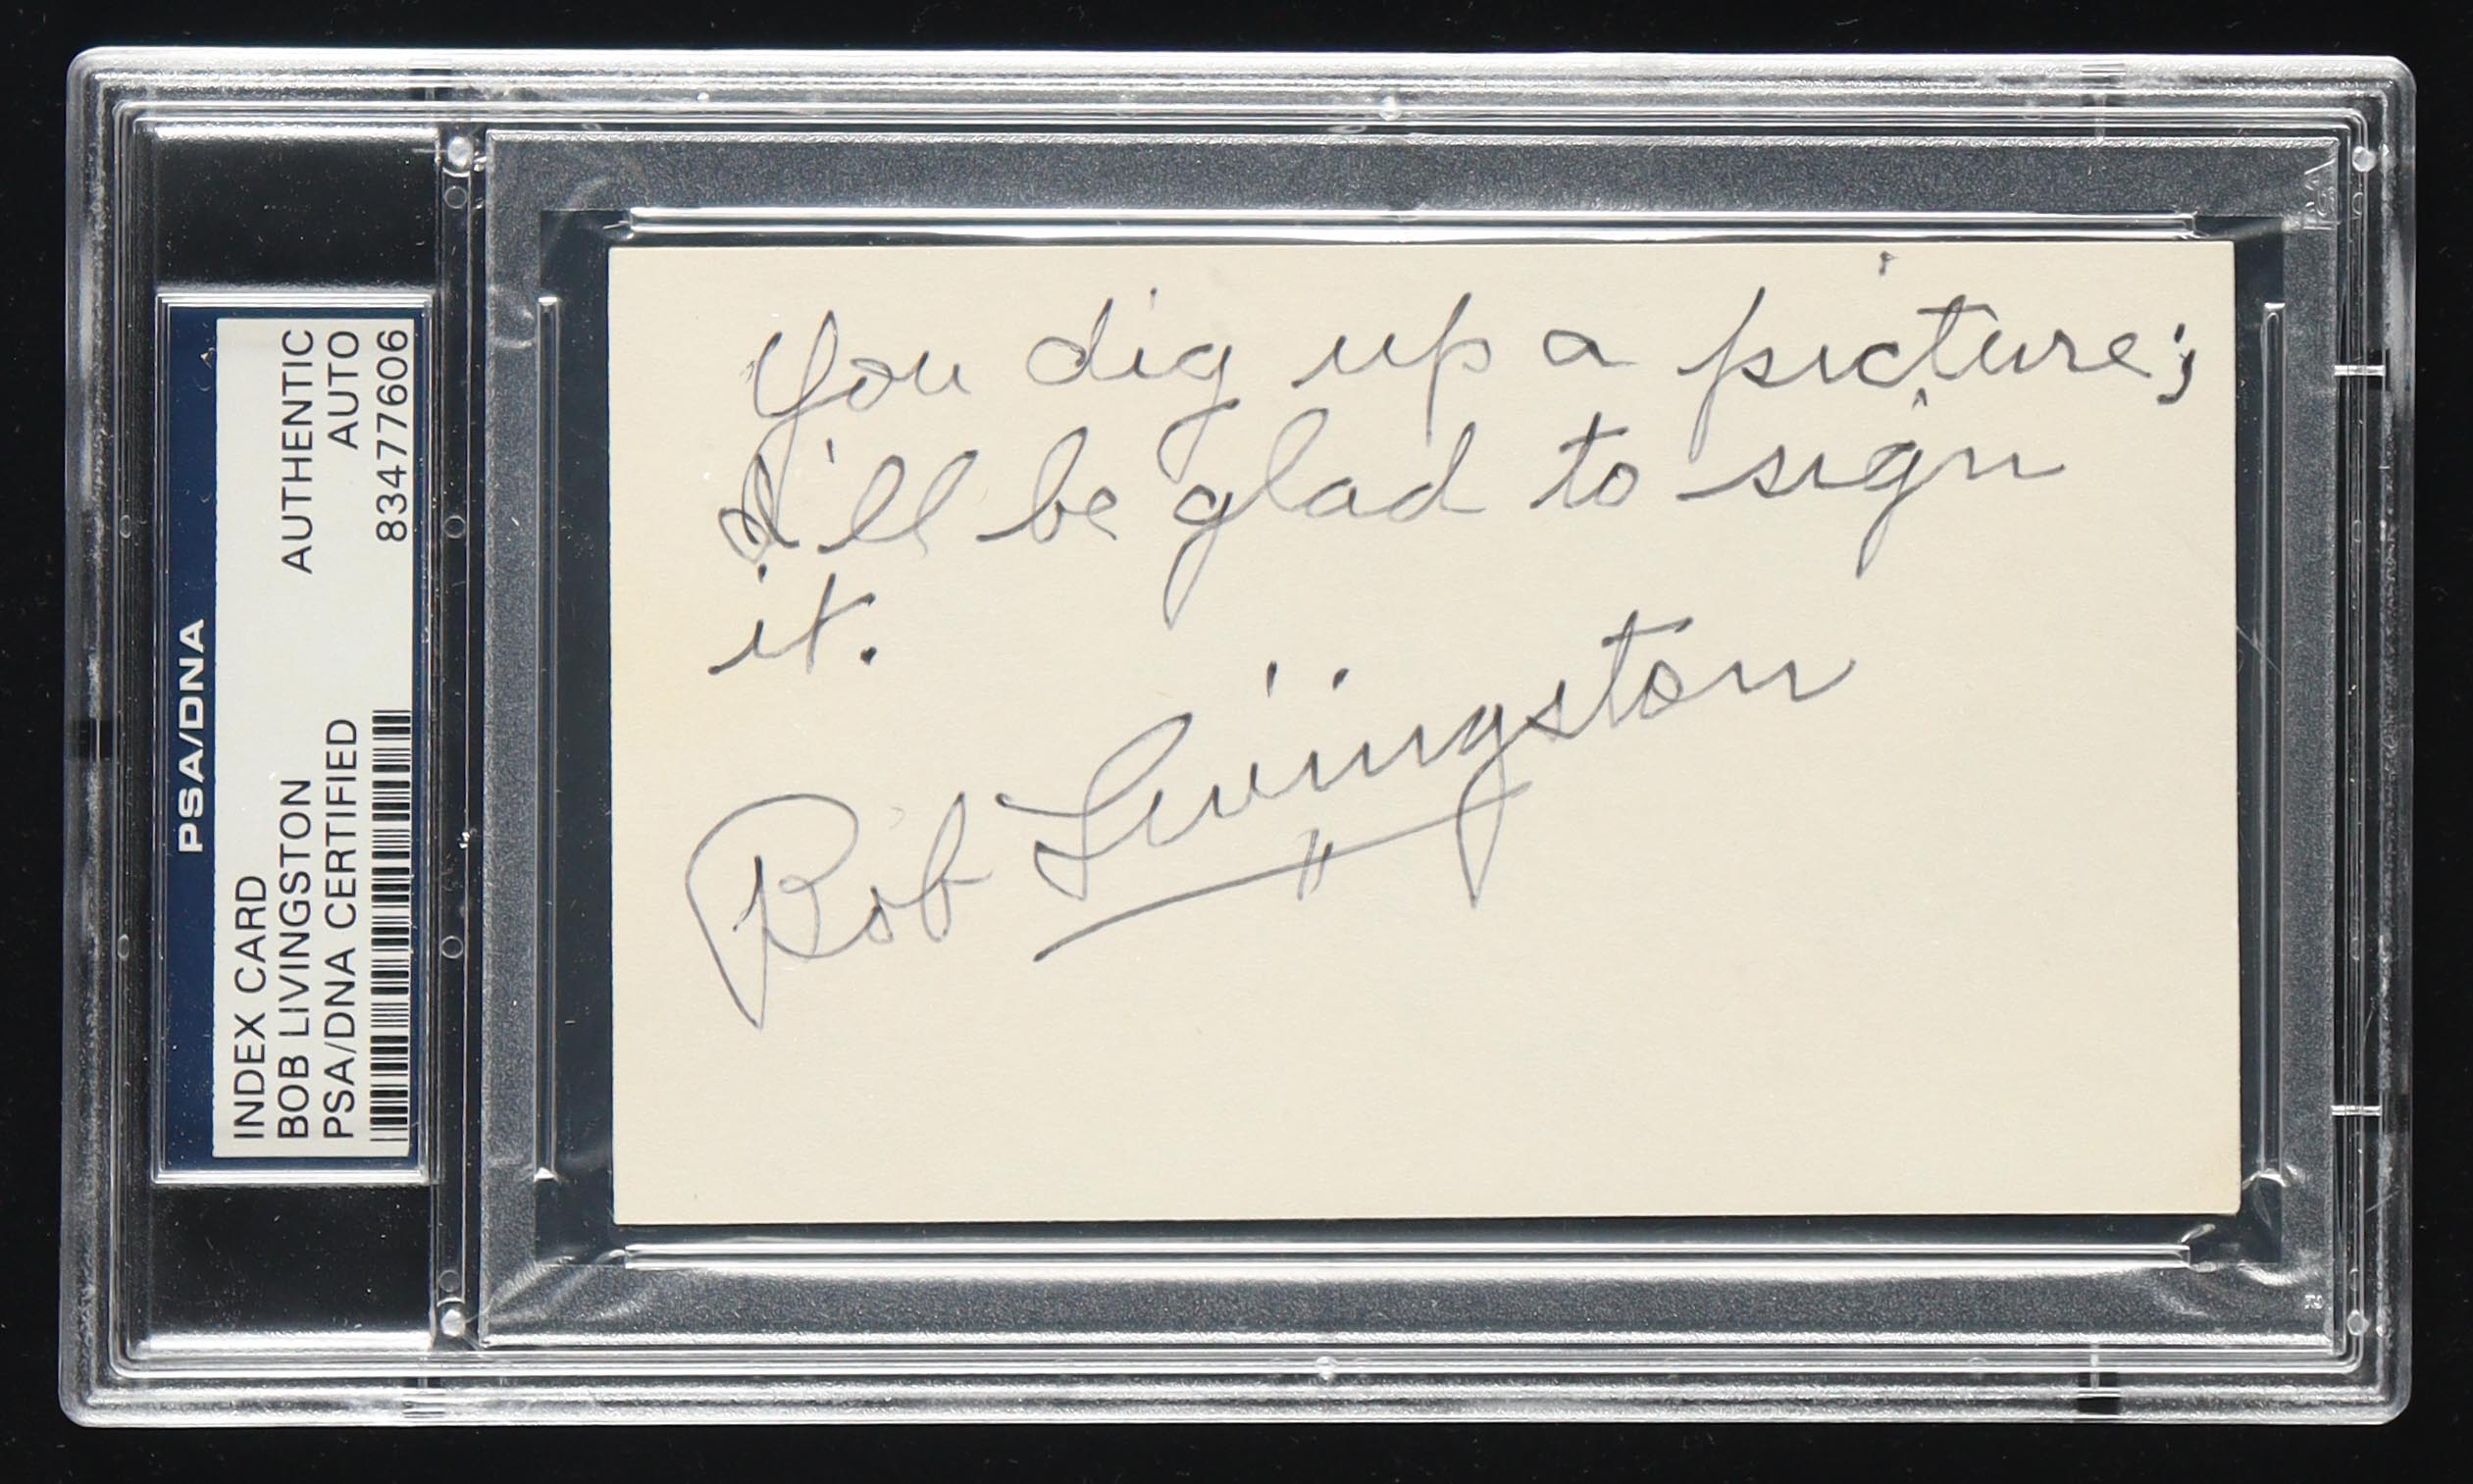 PSA/DNA
INDEX CARD AUTHENTIC
BOB LIVINGSTON AUTO
PSA/DNA CERTIFIED 83477606
You dig up a picture;
I'll be glad to sign
it.
Bob Livingston